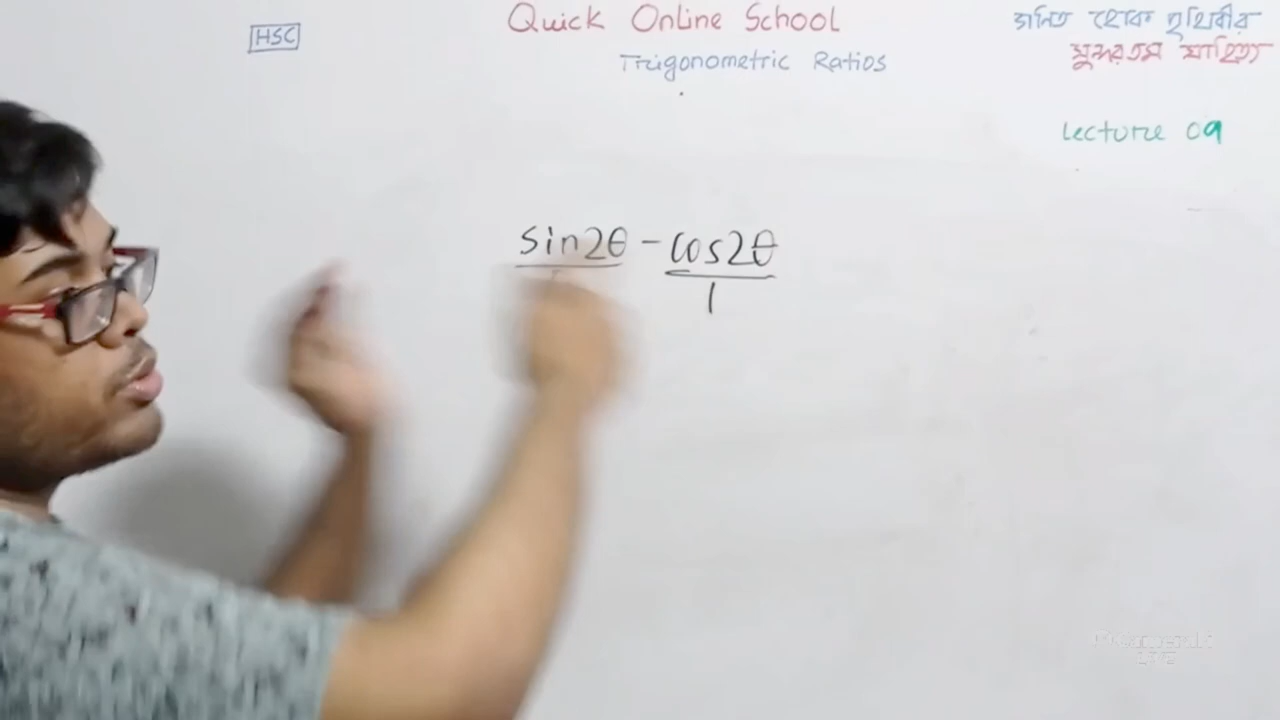 HSC
Quick Online School
Trigonometric Ratios
গণিত হোক পৃথিবীর
সুন্দরতম সাহিত্য
Lecture 09
sin2θ - cos2θ
1